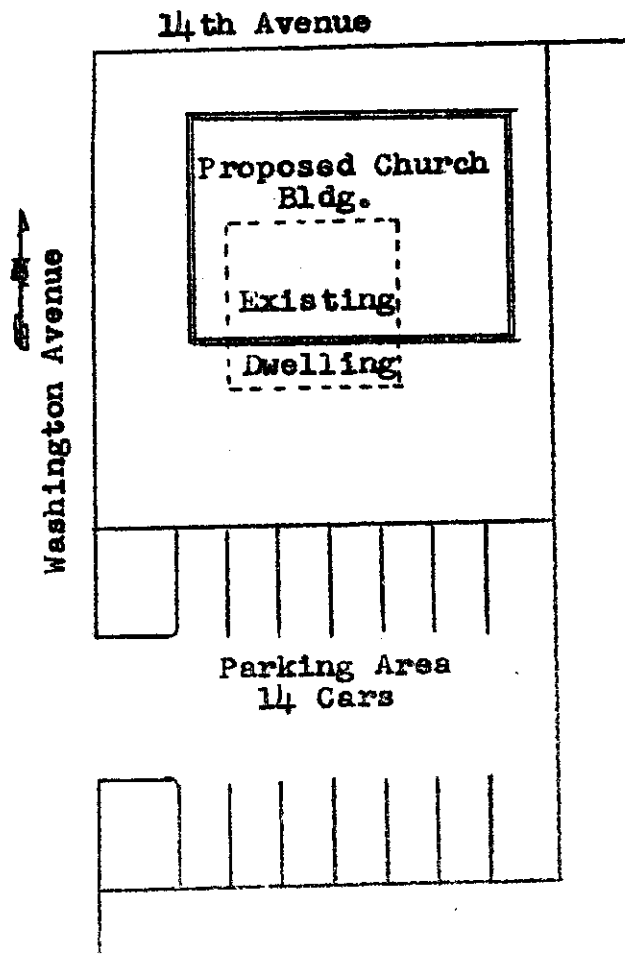 14th Avenue
Proposed Church
Bldg.
Existing
Dwelling
Washington Avenue
Parking Area
14 Cars